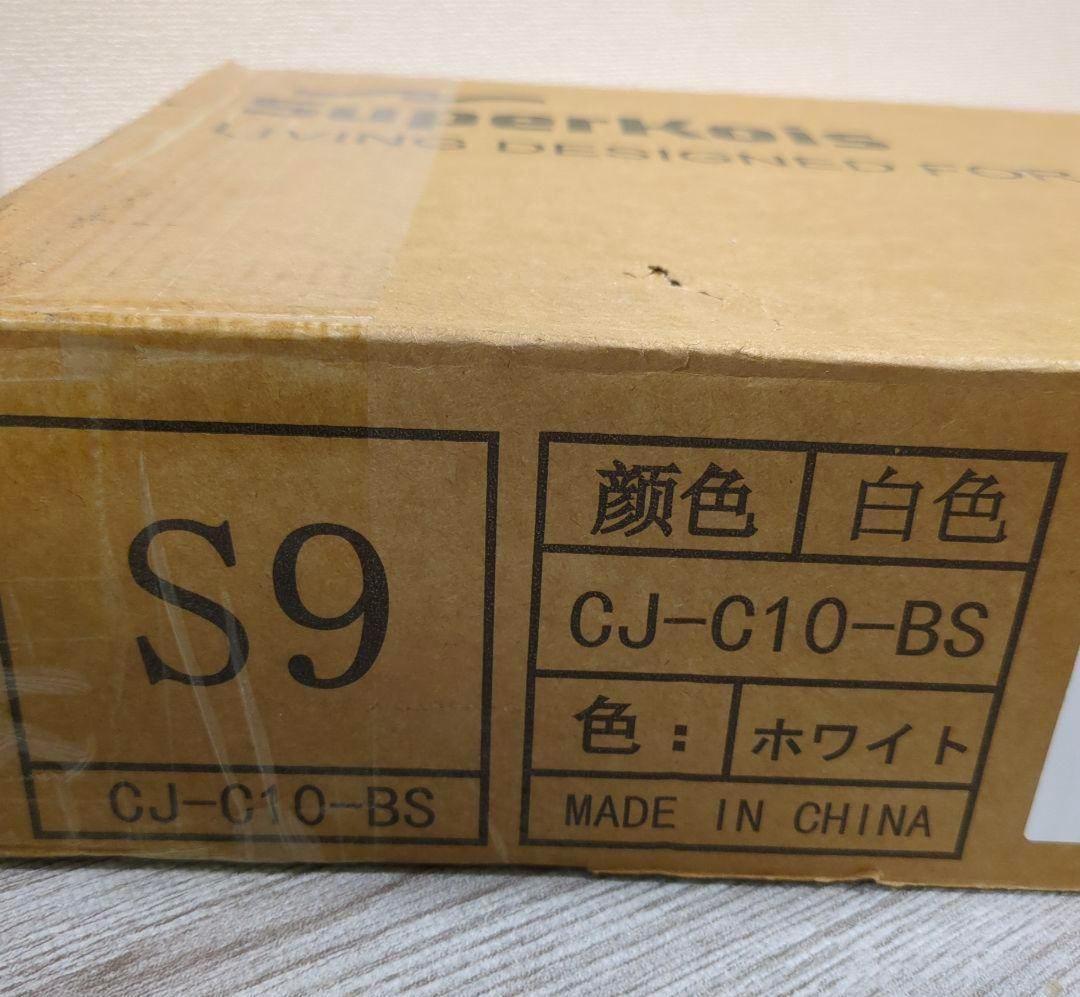 SuperKois
LIVING DESIGNED FOR
S9
CJ-C10-BS
颜色 白色
CJ-C10-BS
色： ホワイト
MADE IN CHINA